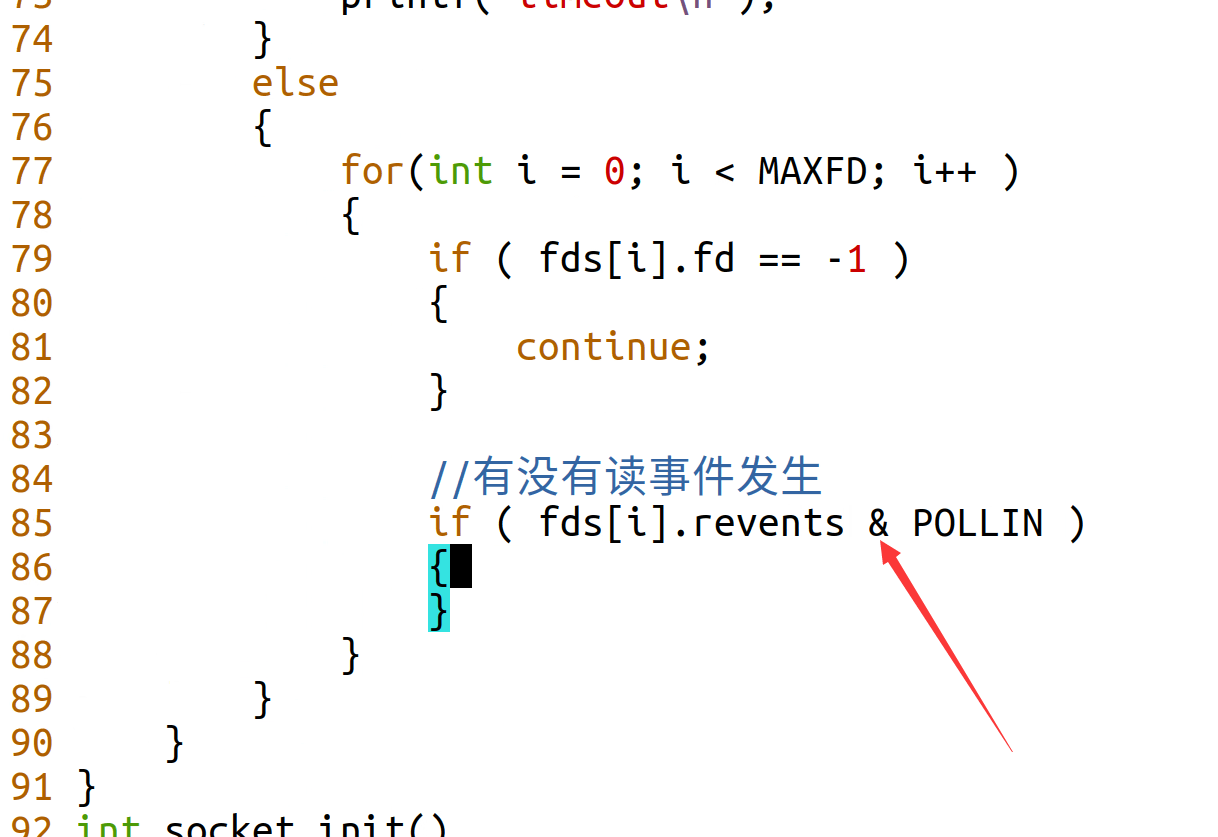 73 printf("timeout\n");
74 }
75 else
76 {
77 for(int i = 0; i < MAXFD; i++ )
78 {
79 if ( fds[i].fd == -1 )
80 {
81 continue;
82 }
83
84 //有没有读事件发生
85 if ( fds[i].revents & POLLIN )
86 {
87 }
88 }
89 }
90 }
91 }
92 int socket_init()